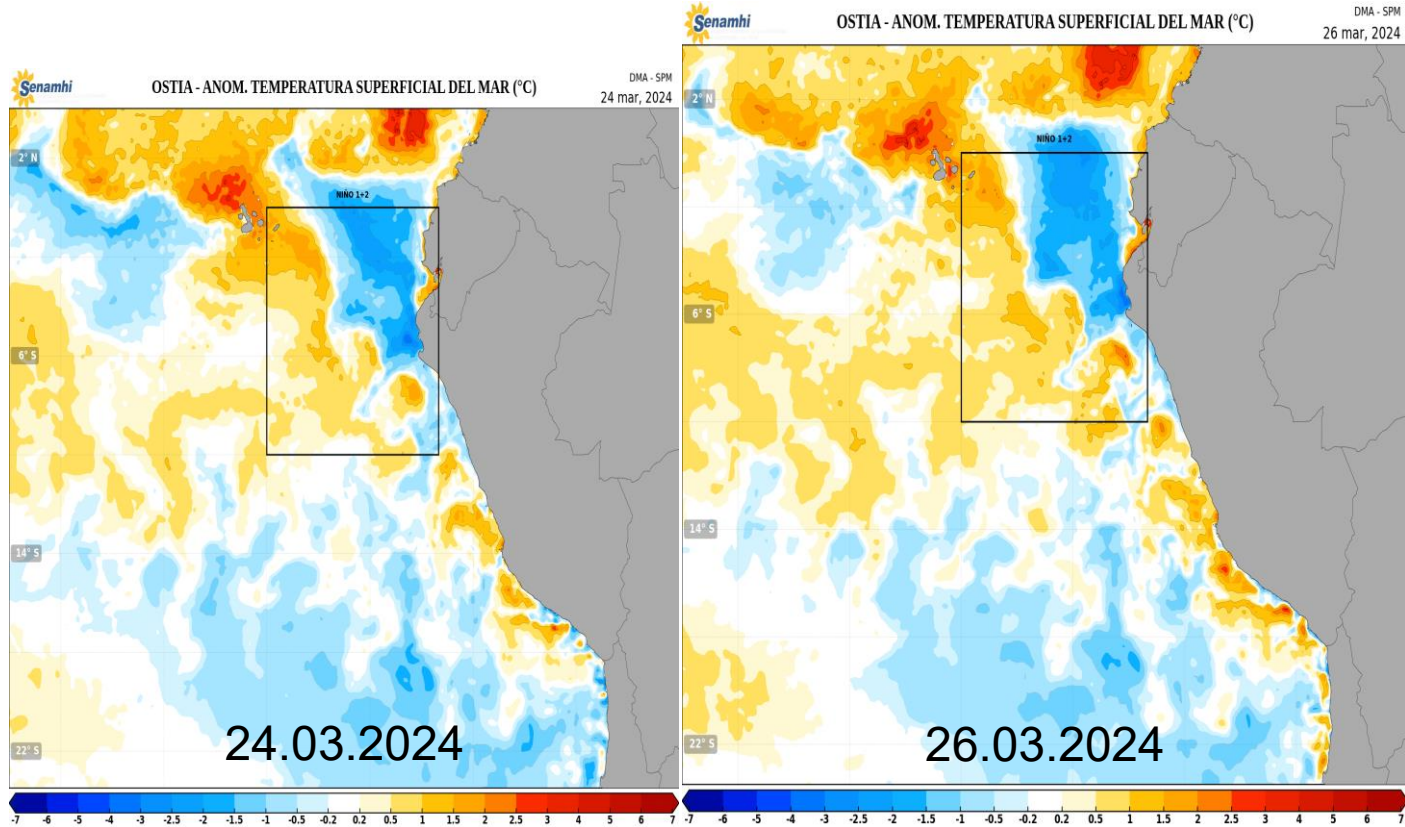 Senamhi
OSTIA - ANOM. TEMPERATURA SUPERFICIAL DEL MAR (°C)
DMA - SPM
24 mar, 2024
2° N
NIÑO 1+2
6° S
14° S
22° S
24.03.2024
-7 -6 -5 -4 -3 -2.5 -2 -1.5 -1 -0.5 -0.2 0.2 0.5 1 1.5 2 2.5 3 4 5 6 7
Senamhi
OSTIA - ANOM. TEMPERATURA SUPERFICIAL DEL MAR (°C)
DMA - SPM
26 mar, 2024
2° N
NIÑO 1+2
6° S
14° S
22° S
26.03.2024
-7 -6 -5 -4 -3 -2.5 -2 -1.5 -1 -0.5 -0.2 0.2 0.5 1 1.5 2 2.5 3 4 5 6 7